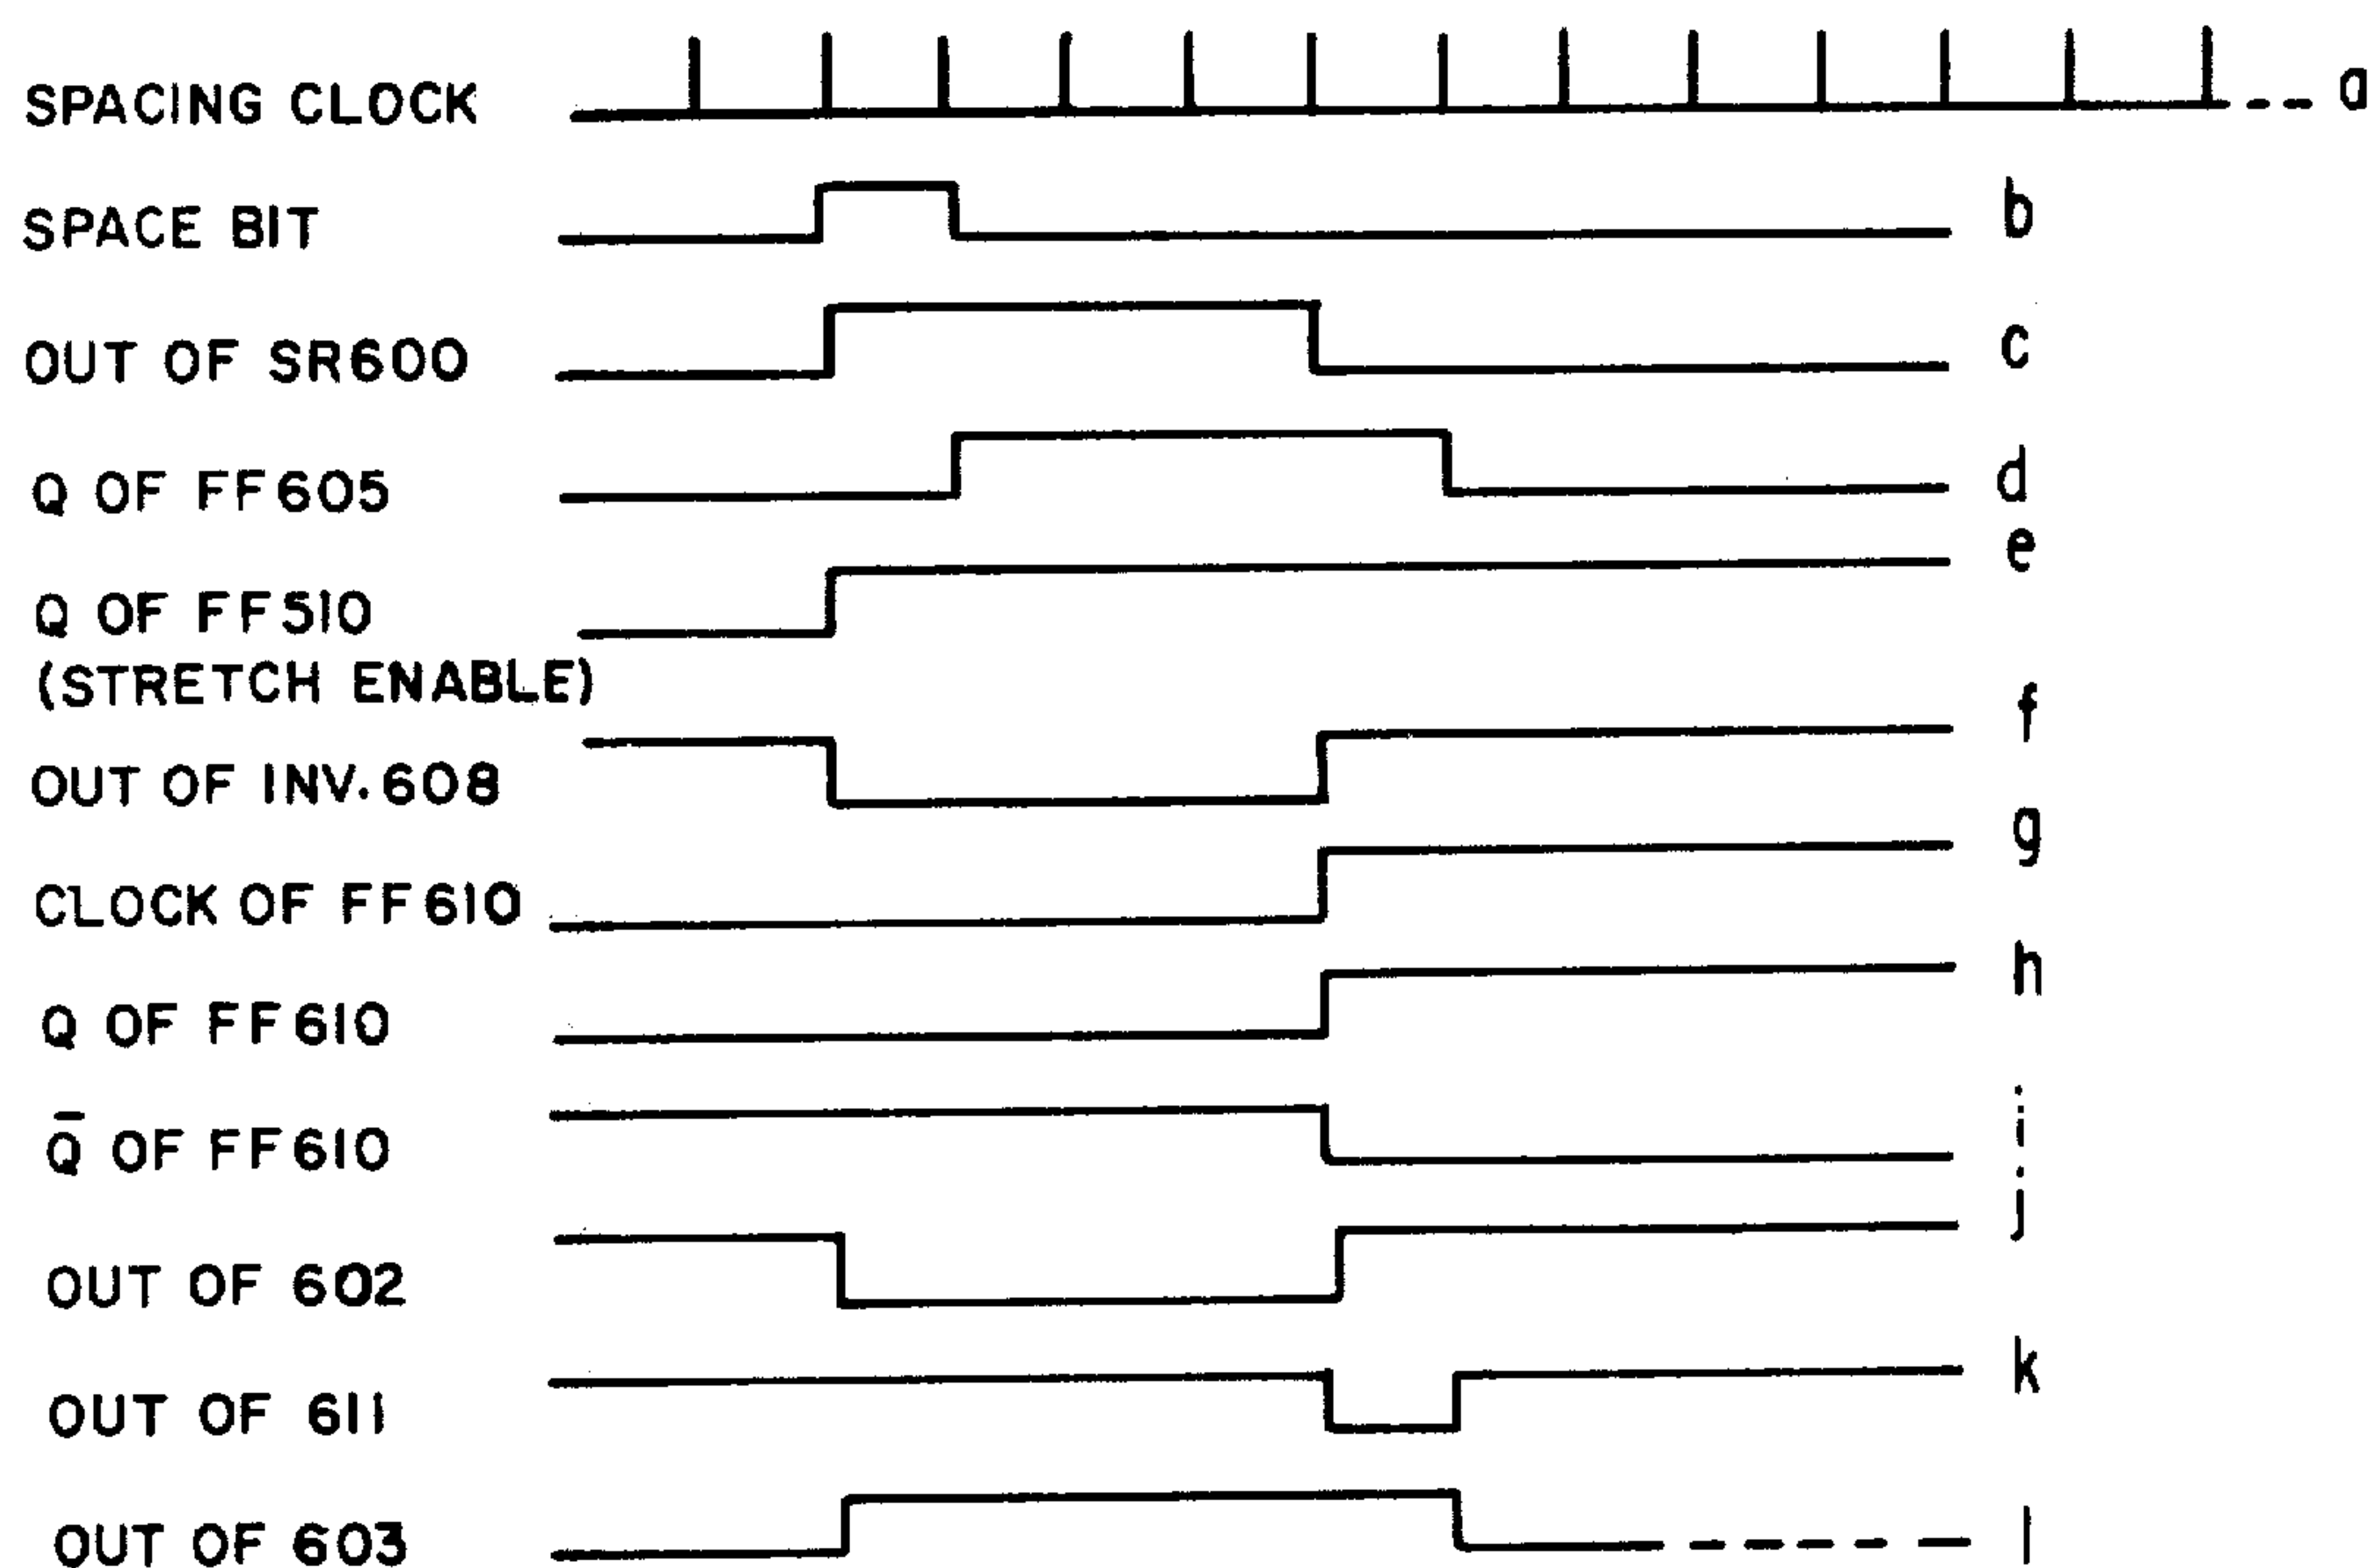 SPACING CLOCK a
SPACE BIT b
OUT OF SR600 c
Q OF FF605 d
Q OF FF510 e
(STRETCH ENABLE)
OUT OF INV.608 f
CLOCK OF FF610 g
Q OF FF610 h
Q̄ OF FF610 i
OUT OF 602 j
OUT OF 611 k
OUT OF 603 l